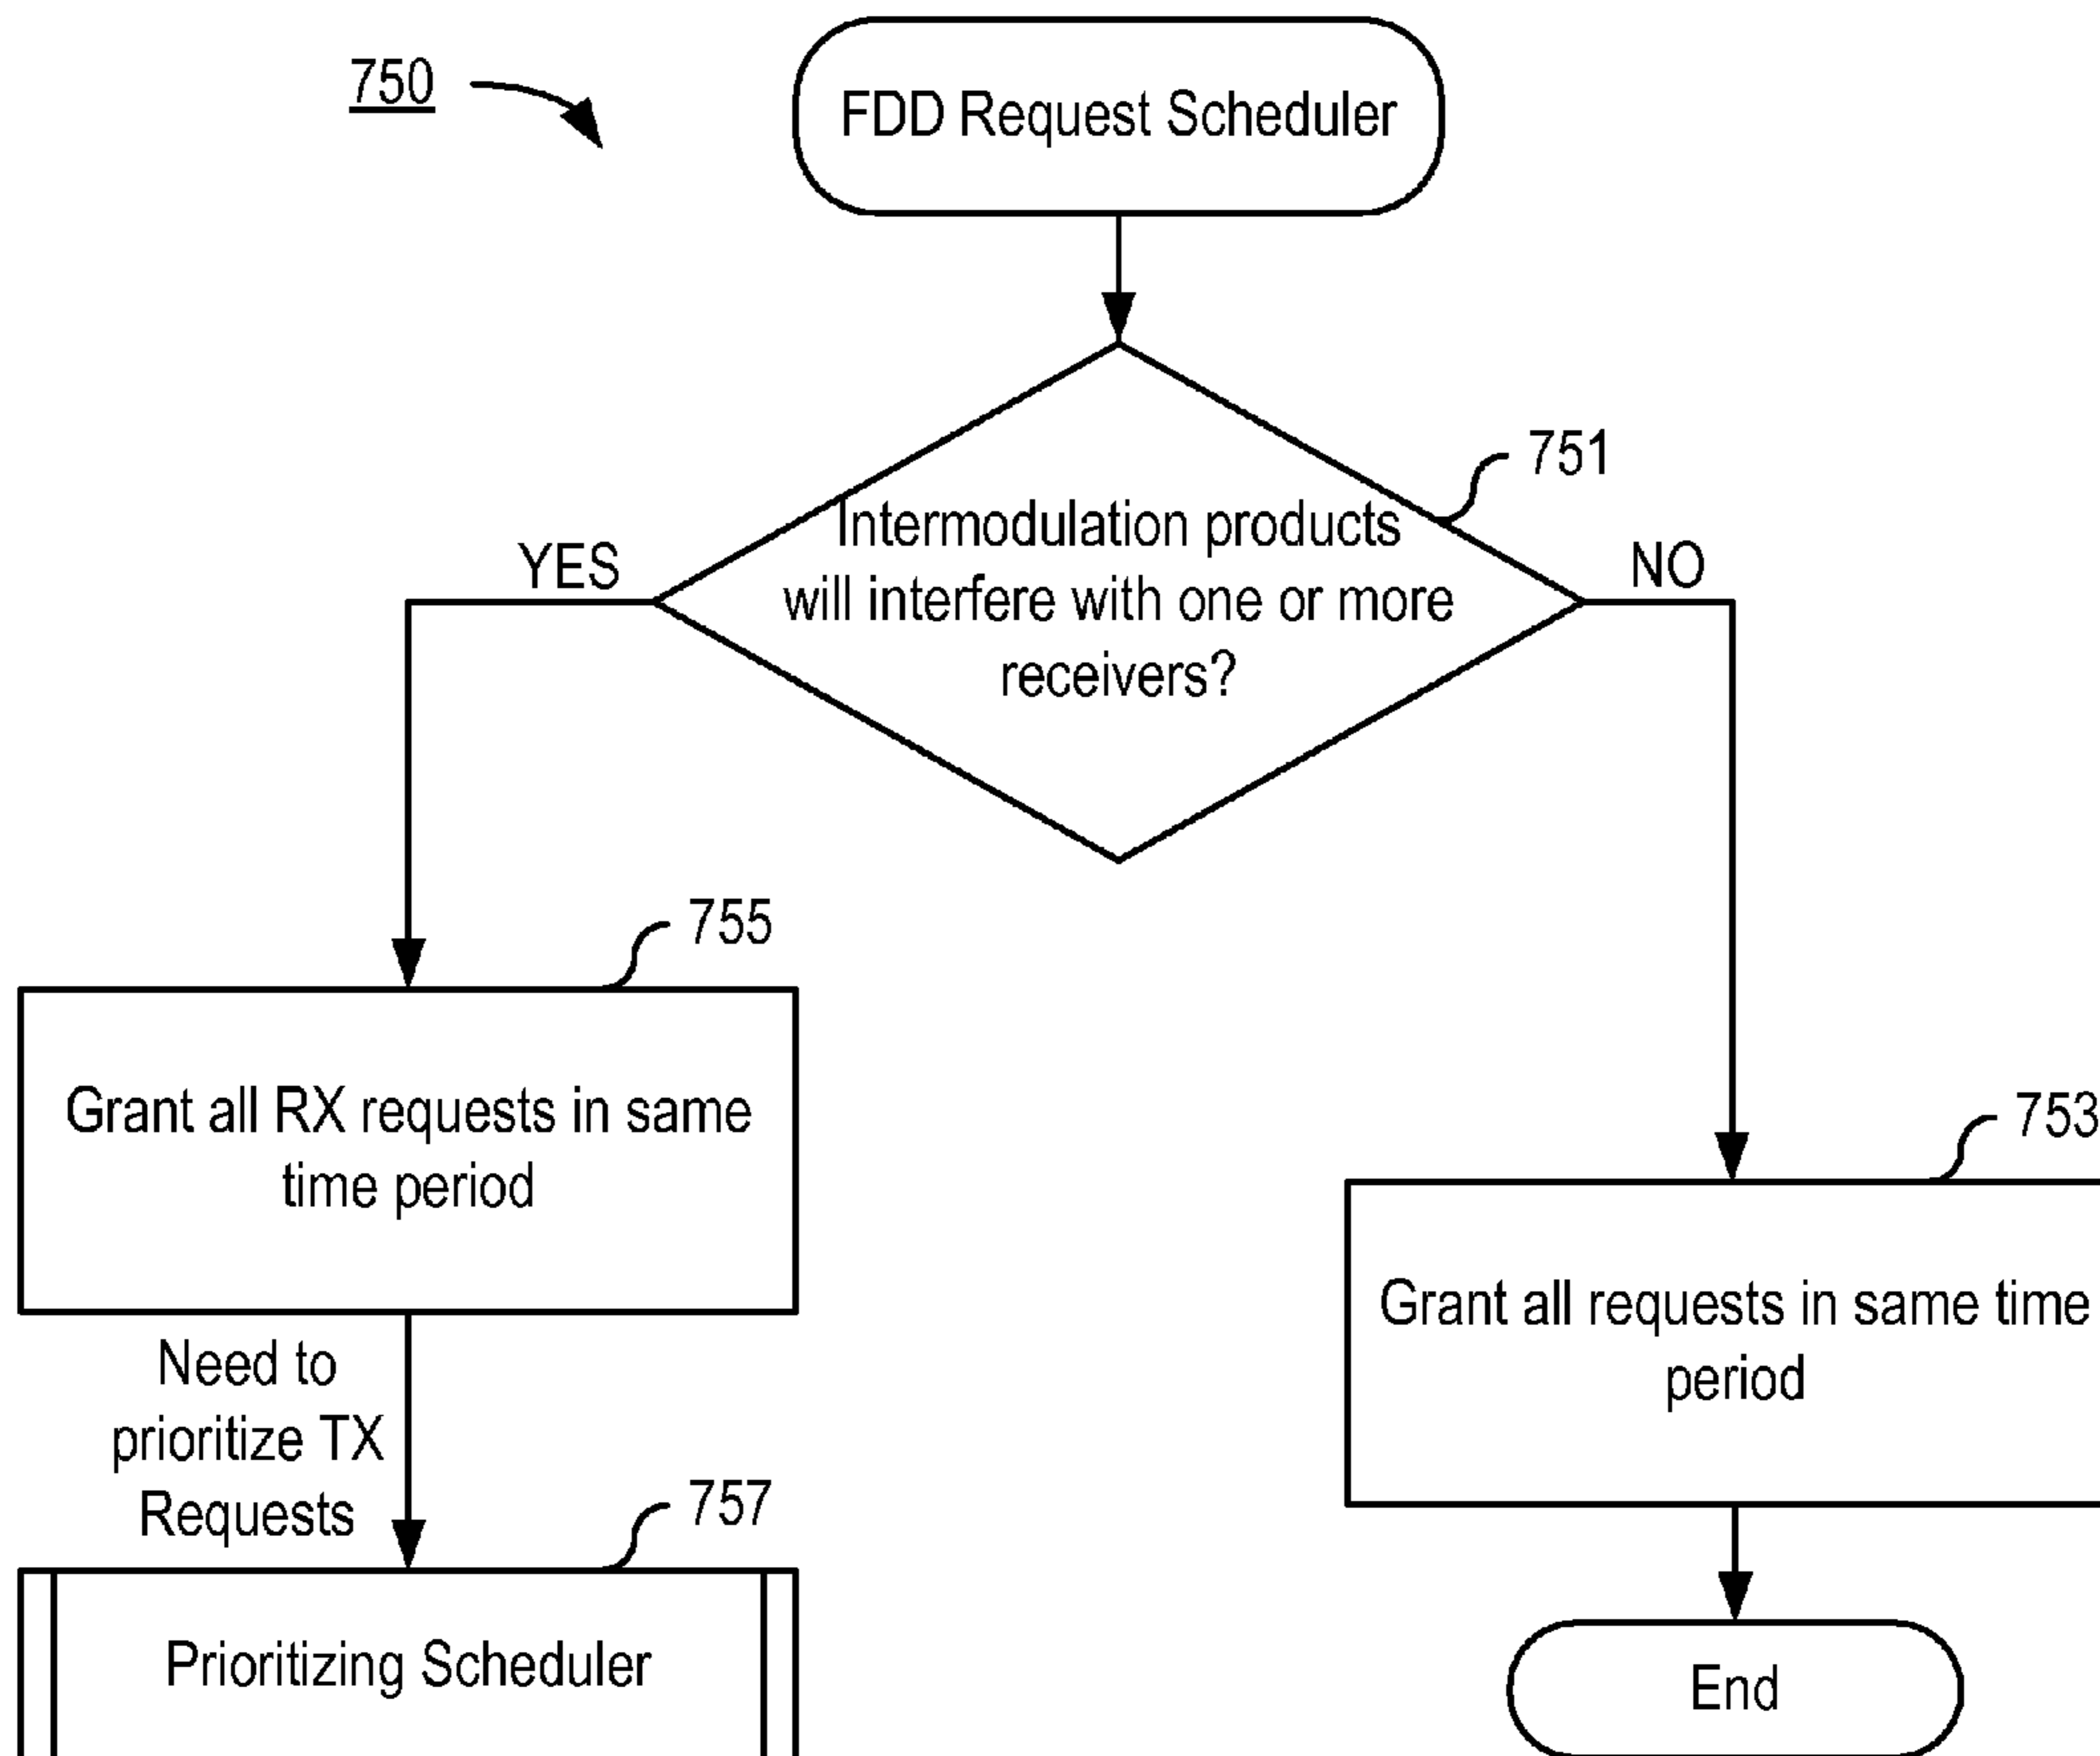 750
FDD Request Scheduler
751
Intermodulation products
will interfere with one or more
receivers?
YES
NO
755
Grant all RX requests in same
time period
753
Grant all requests in same time
period
Need to
prioritize TX
Requests
757
Prioritizing Scheduler
End